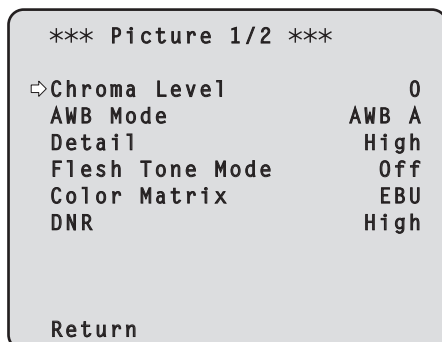 *** Picture 1/2 ***
⇨Chroma Level 0
AWB Mode AWB A
Detail High
Flesh Tone Mode Off
Color Matrix EBU
DNR High
Return